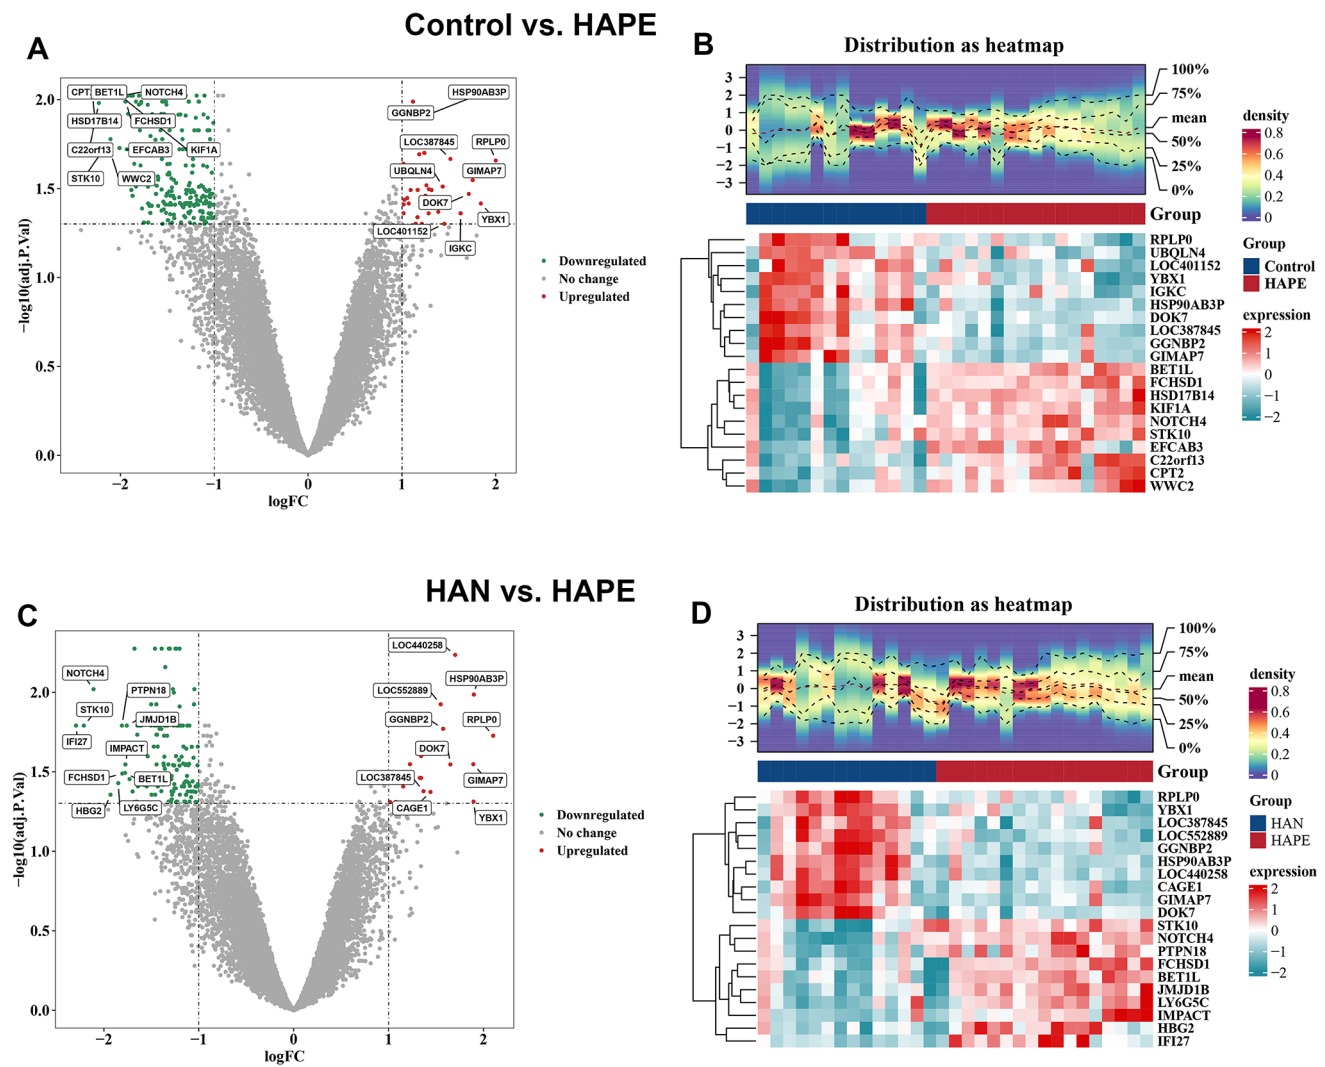 Control vs. HAPE
A
CPT2 BET1L NOTCH4
HSD17B14 FCHSD1
C22orf13 EFCAB3 KIF1A
STK10 WWC2
HSP90AB3P
GGNBP2
LOC387845 RPLP0
UBQLN4 GIMAP7
DOK7
YBX1
LOC401152
IGKC
2.0
1.5
1.0
0.5
0.0
−log10(adj.P.Val)
−2 −1 0 1 2
logFC
Downregulated
No change
Upregulated
B
Distribution as heatmap
3
2
1
0
−1
−2
−3
100%
75%
mean
50%
25%
0%
density
0.8
0.6
0.4
0.2
0
Group
Group
Control
HAPE
expression
2
1
0
−1
−2
RPLP0
UBQLN4
LOC401152
YBX1
IGKC
HSP90AB3P
DOK7
LOC387845
GGNBP2
GIMAP7
BET1L
FCHSD1
HSD17B14
KIF1A
NOTCH4
STK10
EFCAB3
C22orf13
CPT2
WWC2
HAN vs. HAPE
C
LOC440258
NOTCH4
HSP90AB3P
PTPN18 LOC552889
STK10
JMJD1B GGNBP2 RPLP0
IFI27
IMPACT DOK7
FCHSD1 BET1L LOC387845 GIMAP7
HBG2 LY6G5C CAGE1
YBX1
2.0
1.5
1.0
0.5
0.0
−log10(adj.P.Val)
−2 −1 0 1 2
logFC
Downregulated
No change
Upregulated
D
Distribution as heatmap
3
2
1
0
−1
−2
−3
100%
75%
mean
50%
25%
0%
density
0.8
0.6
0.4
0.2
0
Group
Group
HAN
HAPE
expression
2
1
0
−1
−2
RPLP0
YBX1
LOC387845
LOC552889
GGNBP2
HSP90AB3P
LOC440258
CAGE1
GIMAP7
DOK7
STK10
NOTCH4
PTPN18
FCHSD1
BET1L
JMJD1B
LY6G5C
IMPACT
HBG2
IFI27